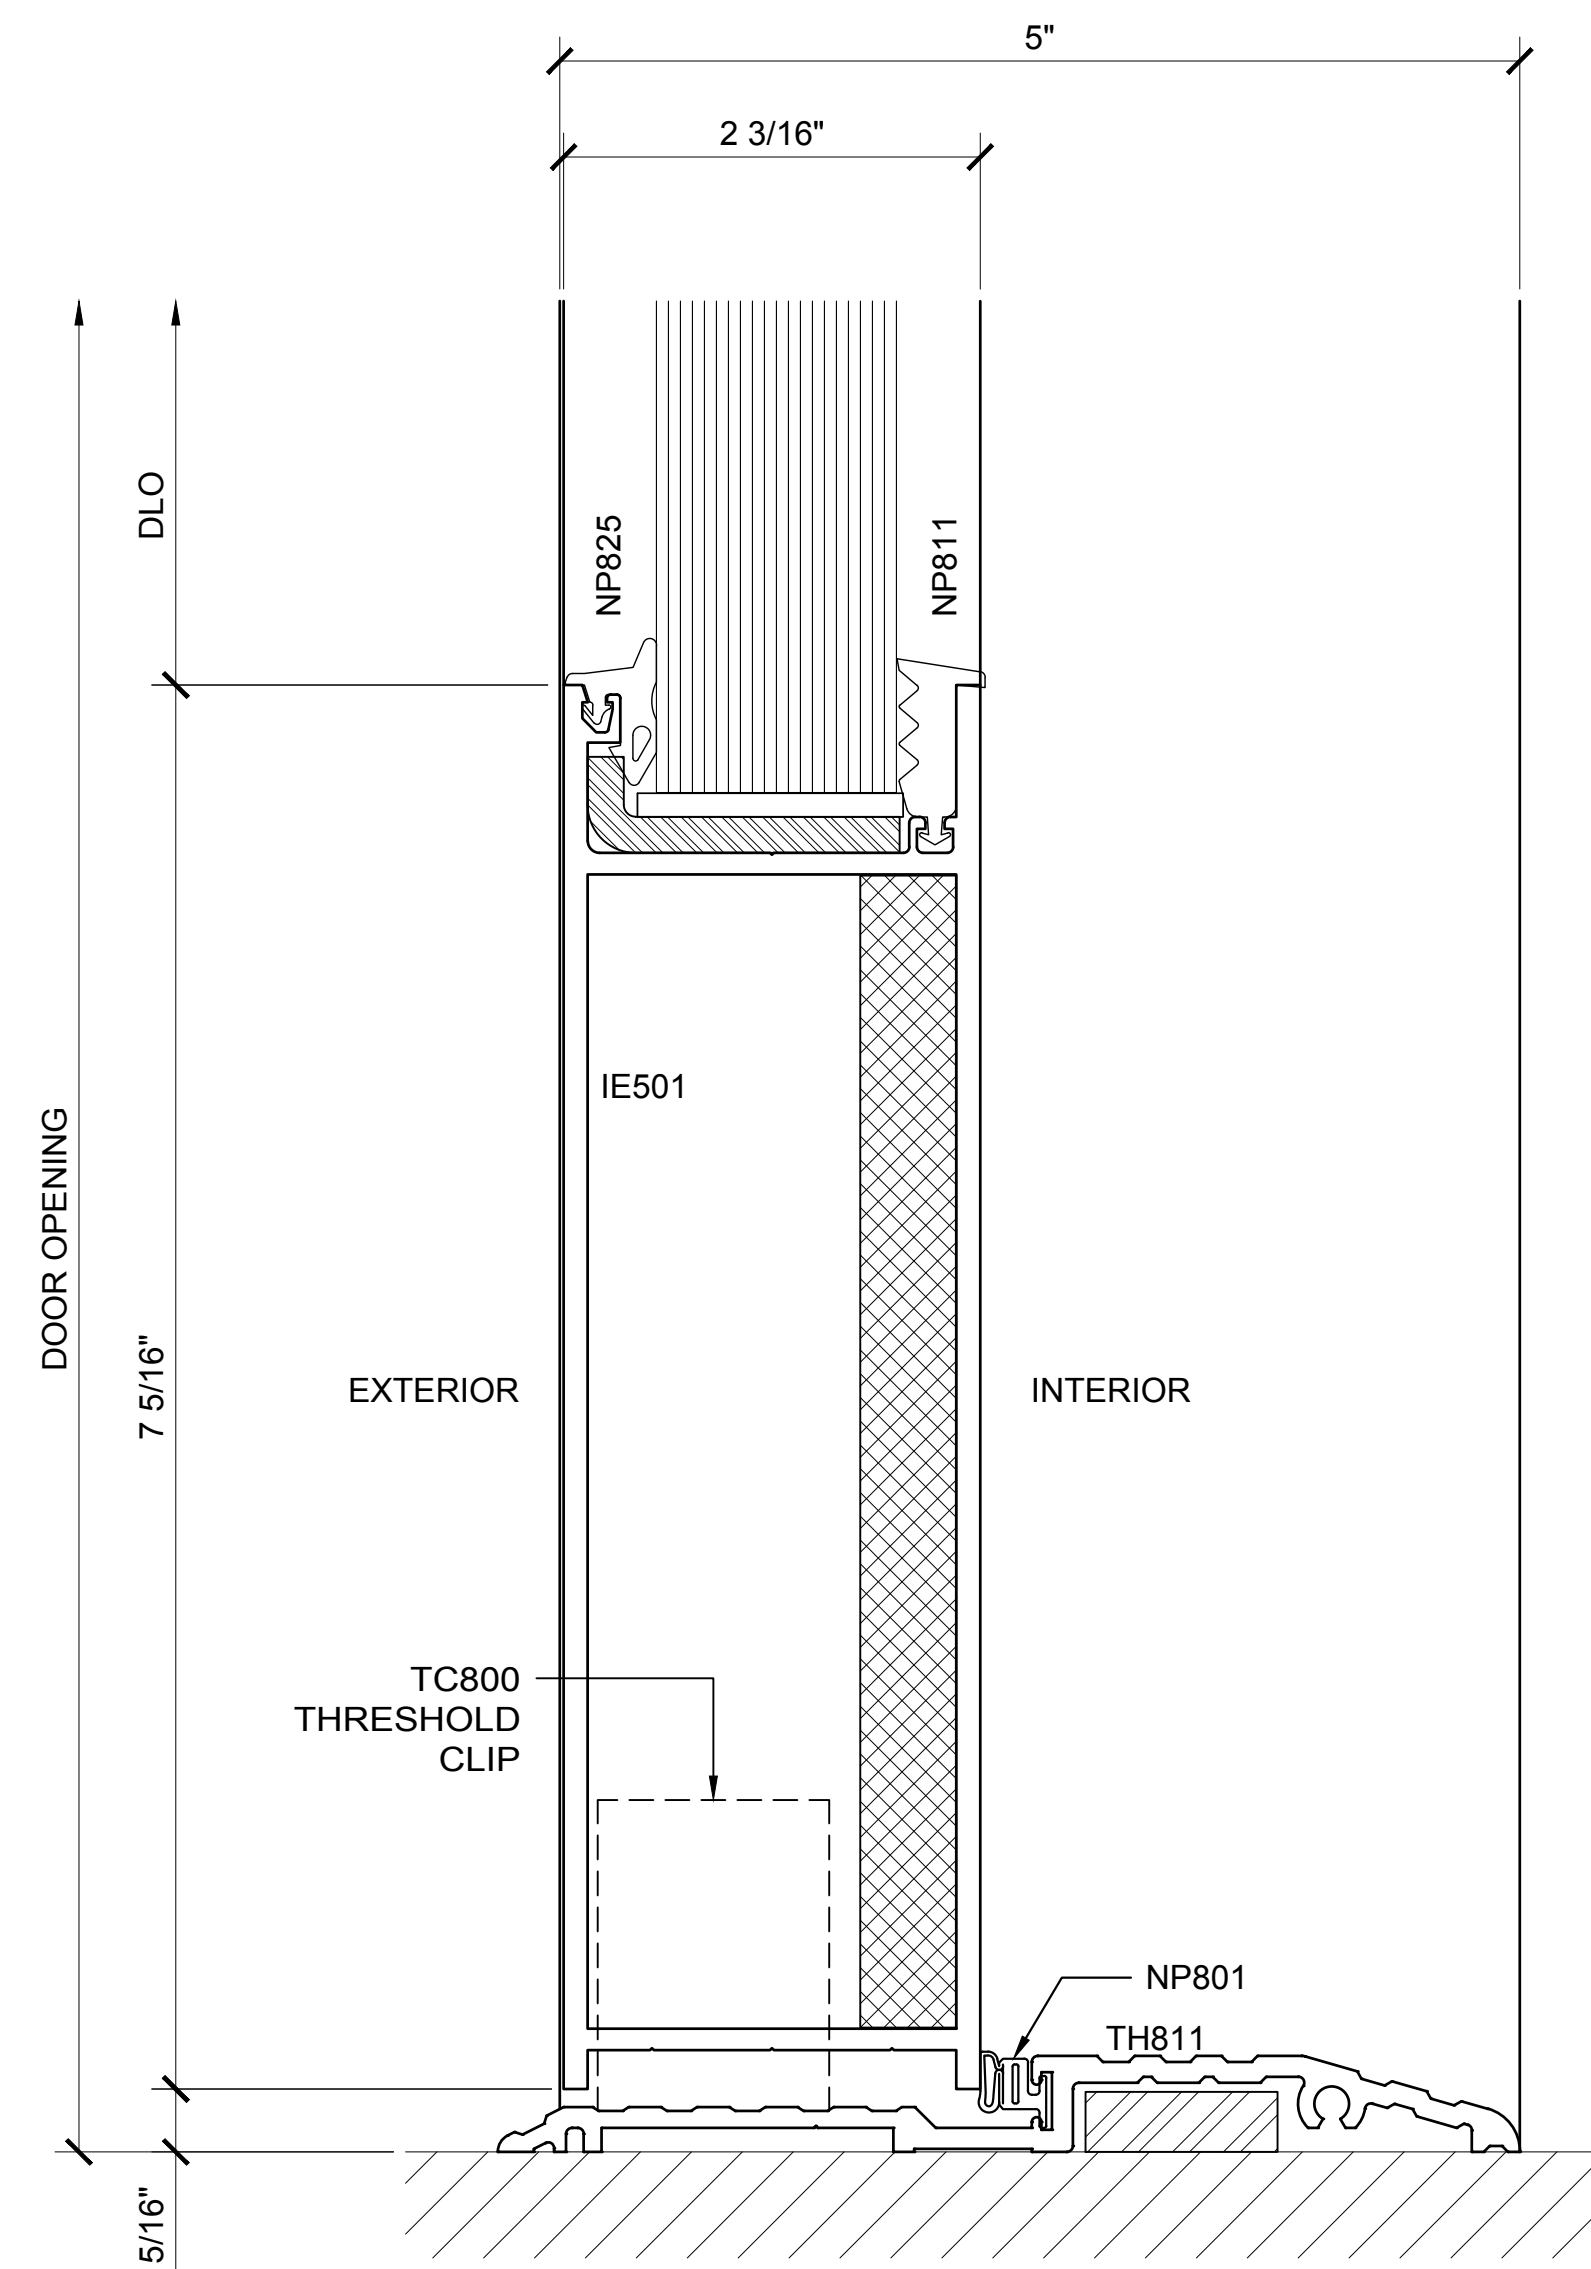 5"
2 3/16"
DLO
NP825
NP811
IE501
DOOR OPENING
7 5/16"
EXTERIOR
INTERIOR
TC800
THRESHOLD
CLIP
NP801
TH811
5/16"